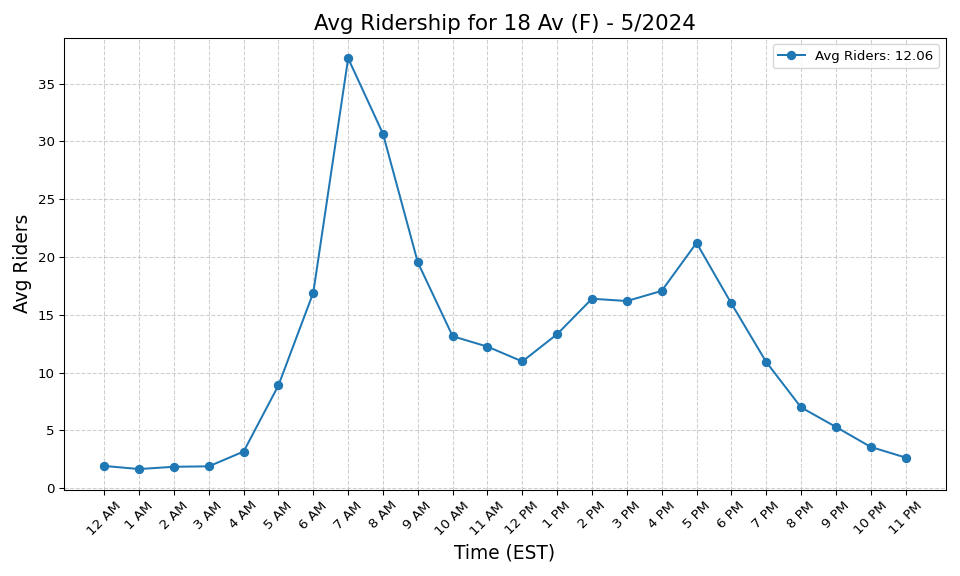 Avg Ridership for 18 Av (F) - 5/2024
Avg Riders: 12.06
Avg Riders
35
30
25
20
15
10
5
0
12 AM
1 AM
2 AM
3 AM
4 AM
5 AM
6 AM
7 AM
8 AM
9 AM
10 AM
11 AM
12 PM
1 PM
2 PM
3 PM
4 PM
5 PM
6 PM
7 PM
8 PM
9 PM
10 PM
11 PM
Time (EST)